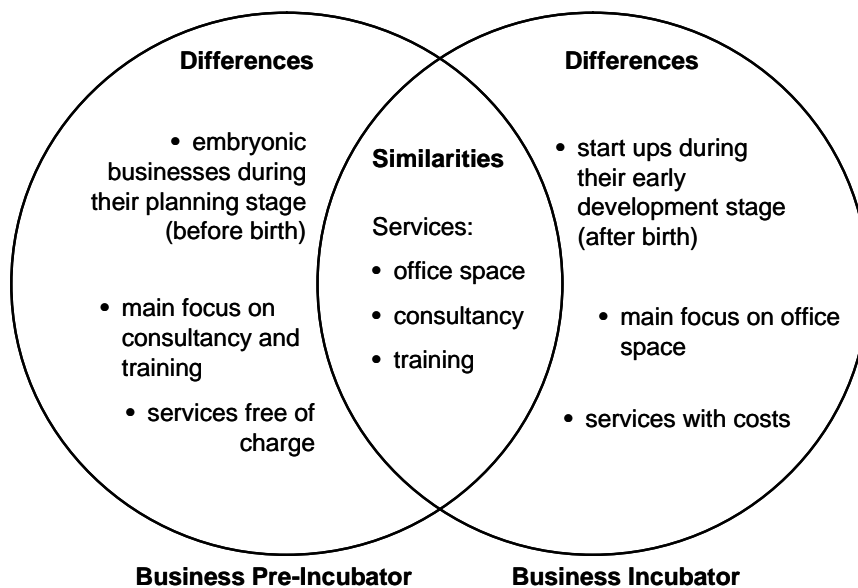 Differences
• embryonic
businesses during
their planning stage
(before birth)
• main focus on
consultancy and
training
• services free of
charge
Similarities
Services:
• office space
• consultancy
• training
Differences
• start ups during
their early
development stage
(after birth)
• main focus on office
space
• services with costs
Business Pre-Incubator
Business Incubator